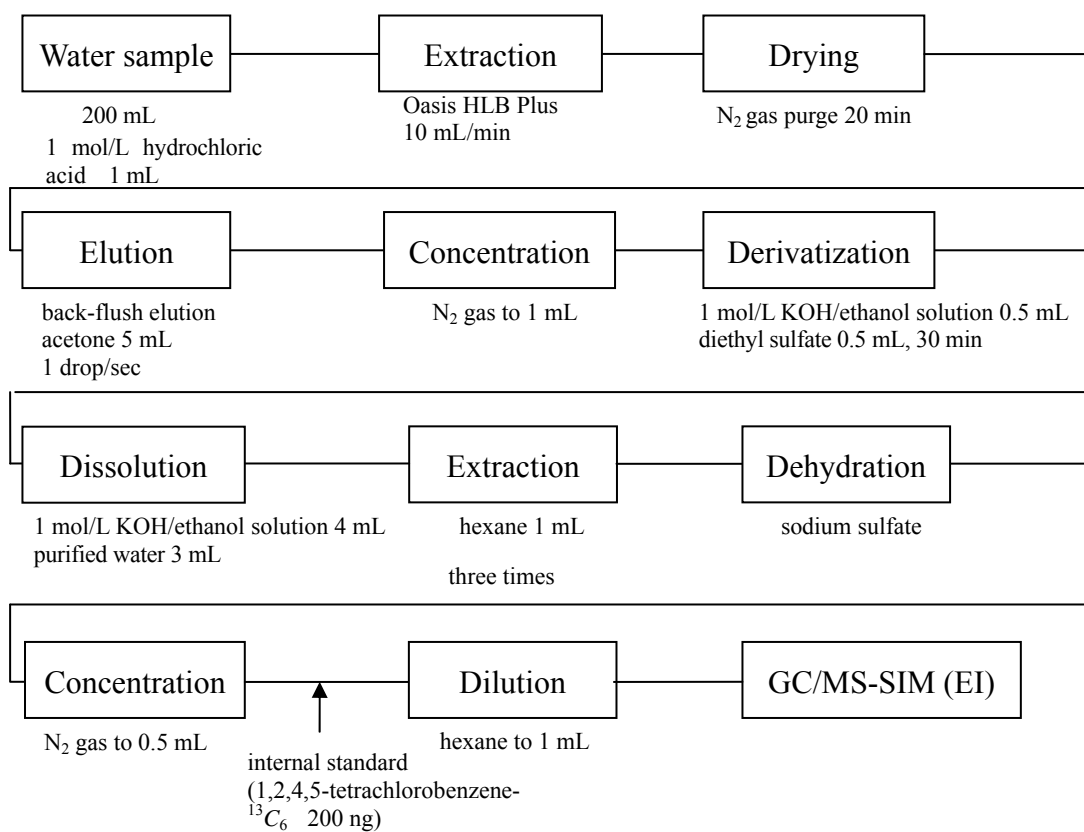 Water sample
200 mL
1 mol/L hydrochloric
acid 1 mL
Extraction
Oasis HLB Plus
10 mL/min
Drying
N₂ gas purge 20 min
Elution
back-flush elution
acetone 5 mL
1 drop/sec
Concentration
N₂ gas to 1 mL
Derivatization
1 mol/L KOH/ethanol solution 0.5 mL
diethyl sulfate 0.5 mL, 30 min
Dissolution
1 mol/L KOH/ethanol solution 4 mL
purified water 3 mL
Extraction
hexane 1 mL
three times
Dehydration
sodium sulfate
Concentration
N₂ gas to 0.5 mL
internal standard
(1,2,4,5-tetrachlorobenzene-
¹³C₆ 200 ng)
Dilution
hexane to 1 mL
GC/MS-SIM (EI)